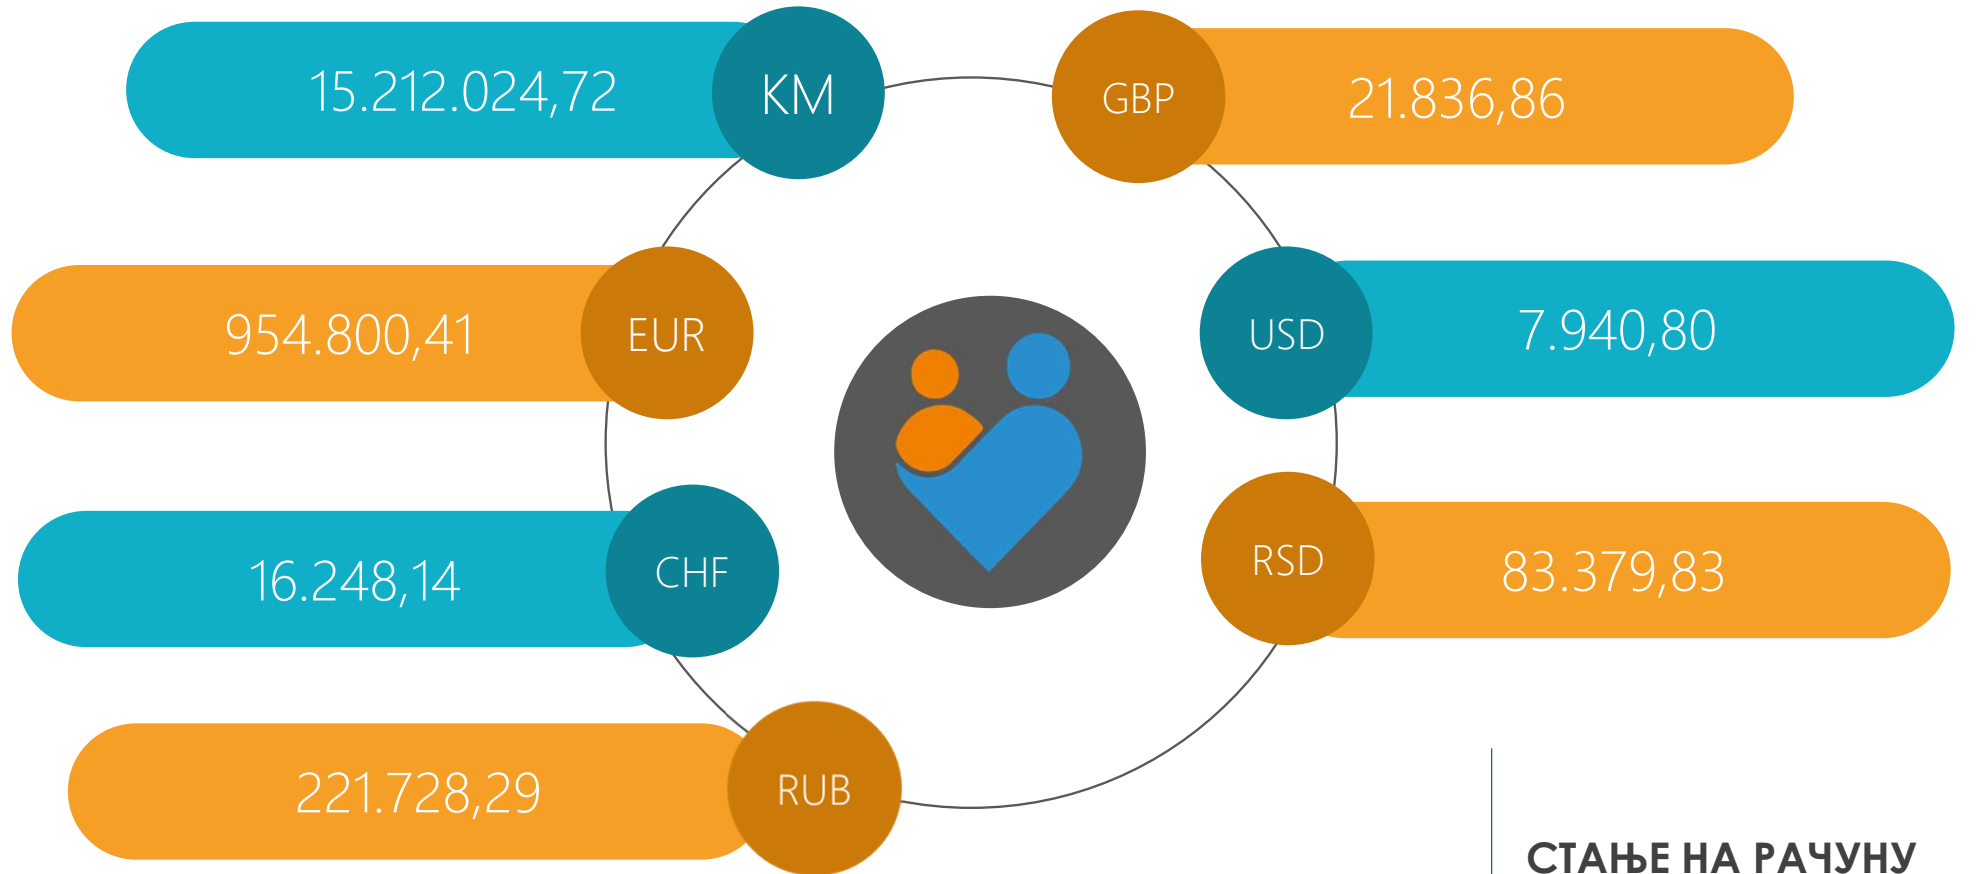 15.212.024,72 KM
GBP 21.836,86
954.800,41 EUR
USD 7.940,80
16.248,14 CHF
RSD 83.379,83
221.728,29 RUB
СТАЊЕ НА РАЧУНУ